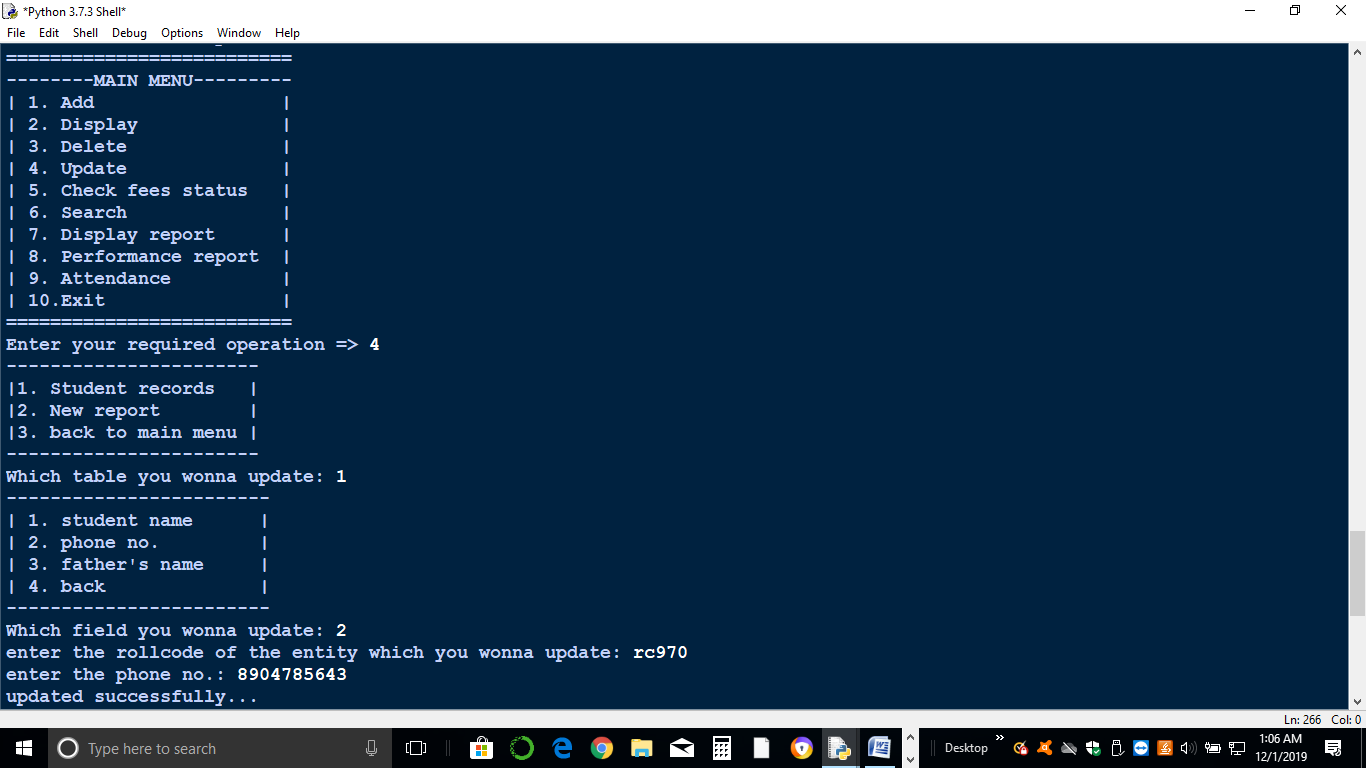 *Python 3.7.3 Shell*
File Edit Shell Debug Options Window Help
==========================
--------MAIN MENU---------
| 1. Add                 |
| 2. Display             |
| 3. Delete              |
| 4. Update              |
| 5. Check fees status   |
| 6. Search              |
| 7. Display report      |
| 8. Performance report  |
| 9. Attendance          |
| 10.Exit                |
==========================
Enter your required operation => 4
-----------------------
|1. Student records   |
|2. New report        |
|3. back to main menu |
-----------------------
Which table you wonna update: 1
------------------------
| 1. student name      |
| 2. phone no.         |
| 3. father's name     |
| 4. back              |
------------------------
Which field you wonna update: 2
enter the rollcode of the entity which you wonna update: rc970
enter the phone no.: 8904785643
updated successfully...
Ln: 266 Col: 0
Type here to search
Desktop
1:06 AM
12/1/2019